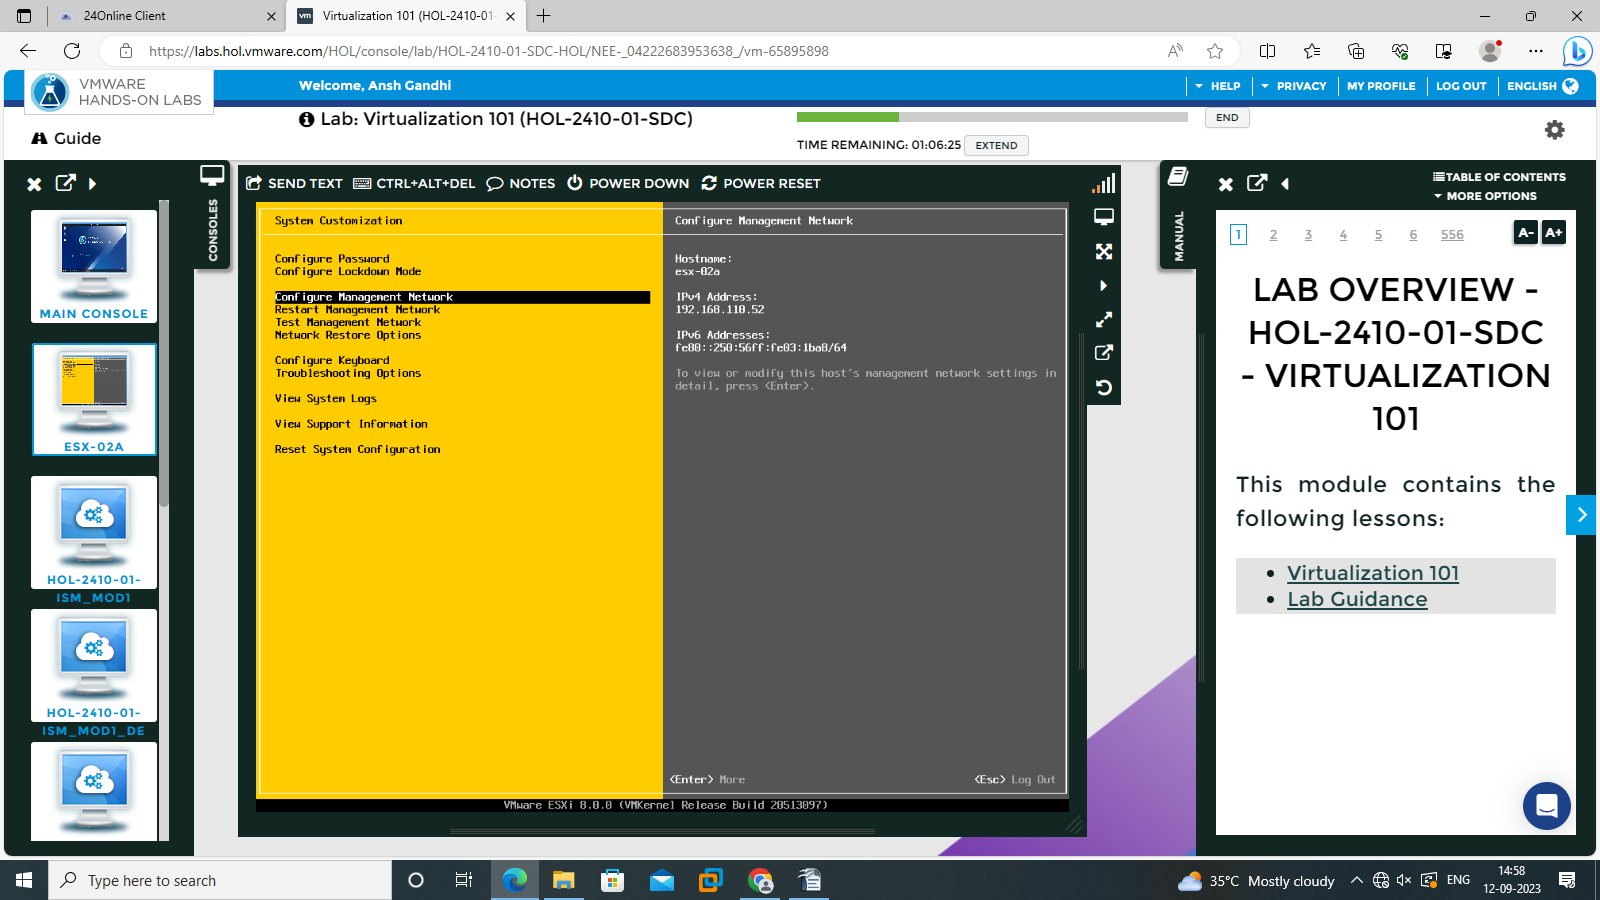 24Online Client
Virtualization 101 (HOL-2410-01-
https://labs.hol.vmware.com/HOL/console/lab/HOL-2410-01-SDC-HOL/NEE-_04222683953638_/vm-65895898
VMWARE
HANDS-ON LABS
Welcome, Ansh Gandhi
HELP
PRIVACY
MY PROFILE
LOG OUT
ENGLISH
Guide
Lab: Virtualization 101 (HOL-2410-01-SDC)
END
TIME REMAINING: 01:06:25
EXTEND
CONSOLES
MAIN CONSOLE
ESX-02A
HOL-2410-01-
ISM_MOD1
HOL-2410-01-
ISM_MOD1_DE
SEND TEXT
CTRL+ALT+DEL
NOTES
POWER DOWN
POWER RESET
System Customization
Configure Password
Configure Lockdown Mode
Configure Management Network
Restart Management Network
Test Management Network
Network Restore Options
Configure Keyboard
Troubleshooting Options
View System Logs
View Support Information
Reset System Configuration
Configure Management Network
Hostname:
esx-02a
IPv4 Address:
192.168.110.52
IPv6 Addresses:
fe80::250:56ff:fe03:1ba8/64
To view or modify this host's management network settings in
detail, press <Enter>.
<Enter> More
<Esc> Log Out
VMware ESXi 8.0.0 (VMKernel Release Build 20513097)
MANUAL
TABLE OF CONTENTS
MORE OPTIONS
1 2 3 4 5 6 556
A- A+
LAB OVERVIEW -
HOL-2410-01-SDC
- VIRTUALIZATION
101
This module contains the
following lessons:
Virtualization 101
Lab Guidance
Type here to search
35°C Mostly cloudy
ENG
14:58
12-09-2023